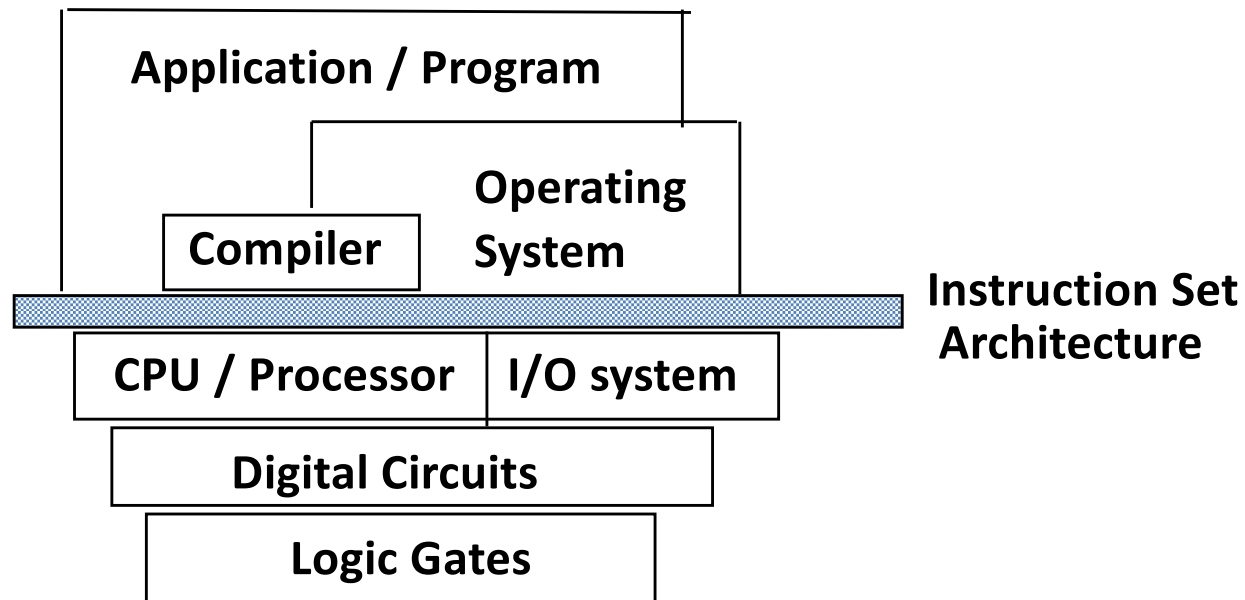 Application / Program
Operating
System
Compiler
Instruction Set
Architecture
CPU / Processor
I/O system
Digital Circuits
Logic Gates